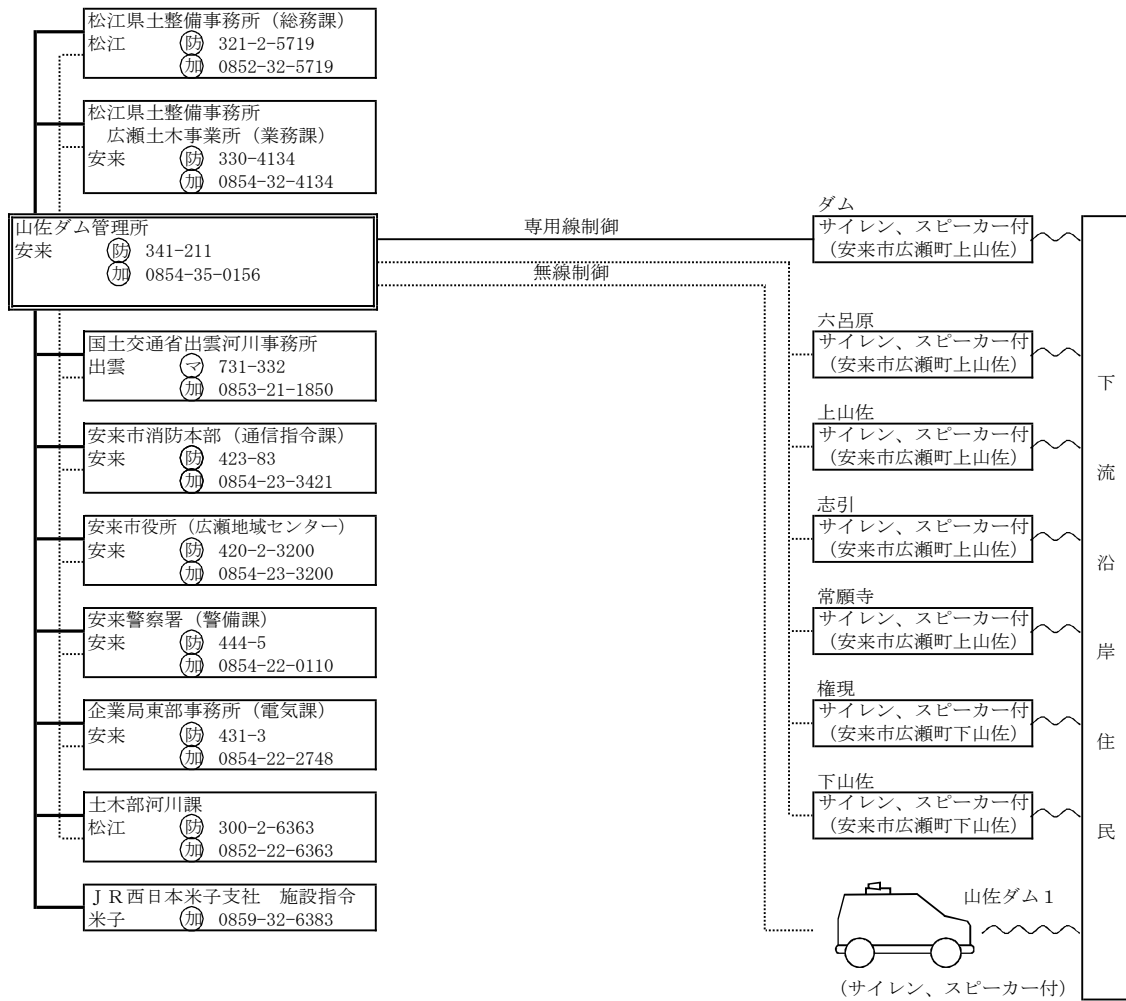 松江県土整備事務所（総務課）
松江 防 321-2-5719
加 0852-32-5719
松江県土整備事務所
広瀬土木事業所（業務課）
安来 防 330-4134
加 0854-32-4134
山佐ダム管理所
安来 防 341-211
加 0854-35-0156
国土交通省出雲河川事務所
出雲 マ 731-332
加 0853-21-1850
安来市消防本部（通信指令課）
安来 防 423-83
加 0854-23-3421
安来市役所（広瀬地域センター）
安来 防 420-2-3200
加 0854-23-3200
安来警察署（警備課）
安来 防 444-5
加 0854-22-0110
企業局東部事務所（電気課）
安来 防 431-3
加 0854-22-2748
土木部河川課
松江 防 300-2-6363
加 0852-22-6363
ＪＲ西日本米子支社　施設指令
米子 加 0859-32-6383
専用線制御
無線制御
ダム
サイレン、スピーカー付
（安来市広瀬町上山佐）
六呂原
サイレン、スピーカー付
（安来市広瀬町上山佐）
上山佐
サイレン、スピーカー付
（安来市広瀬町上山佐）
志引
サイレン、スピーカー付
（安来市広瀬町上山佐）
常願寺
サイレン、スピーカー付
（安来市広瀬町上山佐）
権現
サイレン、スピーカー付
（安来市広瀬町下山佐）
下山佐
サイレン、スピーカー付
（安来市広瀬町下山佐）
山佐ダム１
（サイレン、スピーカー付）
下流沿岸住民